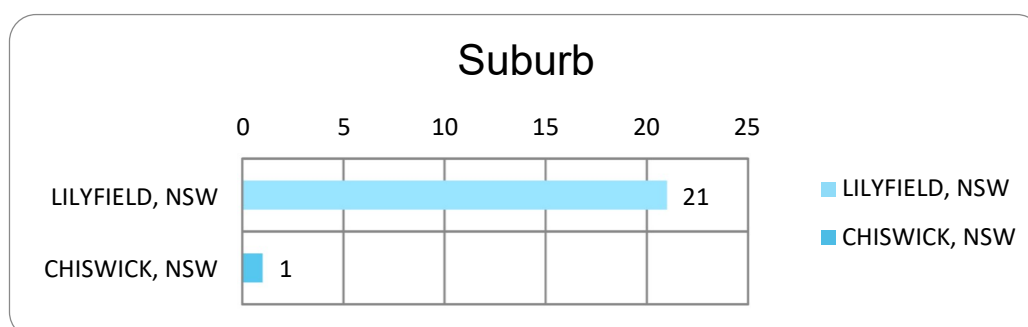 Suburb
0 5 10 15 20 25
LILYFIELD, NSW 21
CHISWICK, NSW 1
LILYFIELD, NSW
CHISWICK, NSW